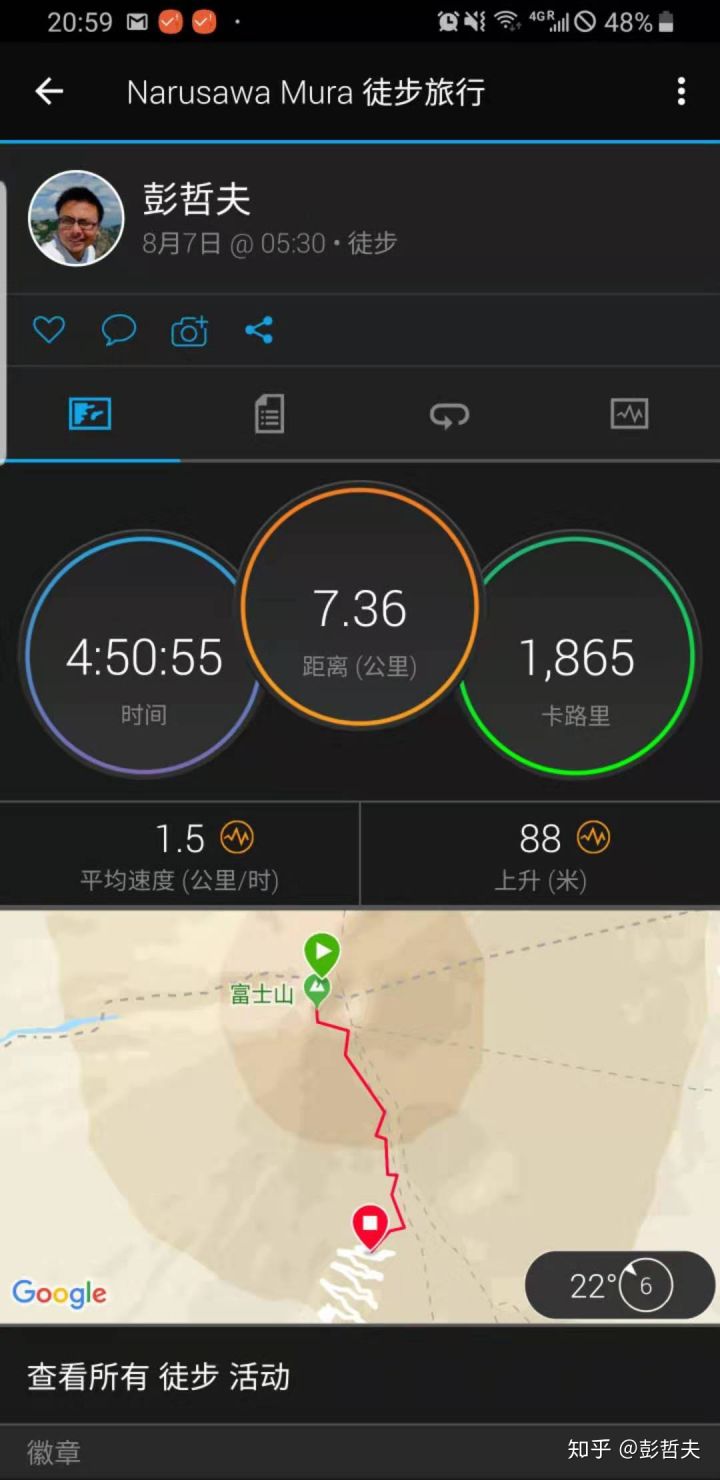 20:59 4GR 48%
Narusawa Mura 徒步旅行
彭哲夫
8月7日 @ 05:30 • 徒步
7.36
距离 (公里)
4:50:55
时间
1,865
卡路里
1.5
平均速度 (公里/时)
88
上升 (米)
富士山
Google
22° 6
查看所有 徒步 活动
徽章
知乎 @彭哲夫